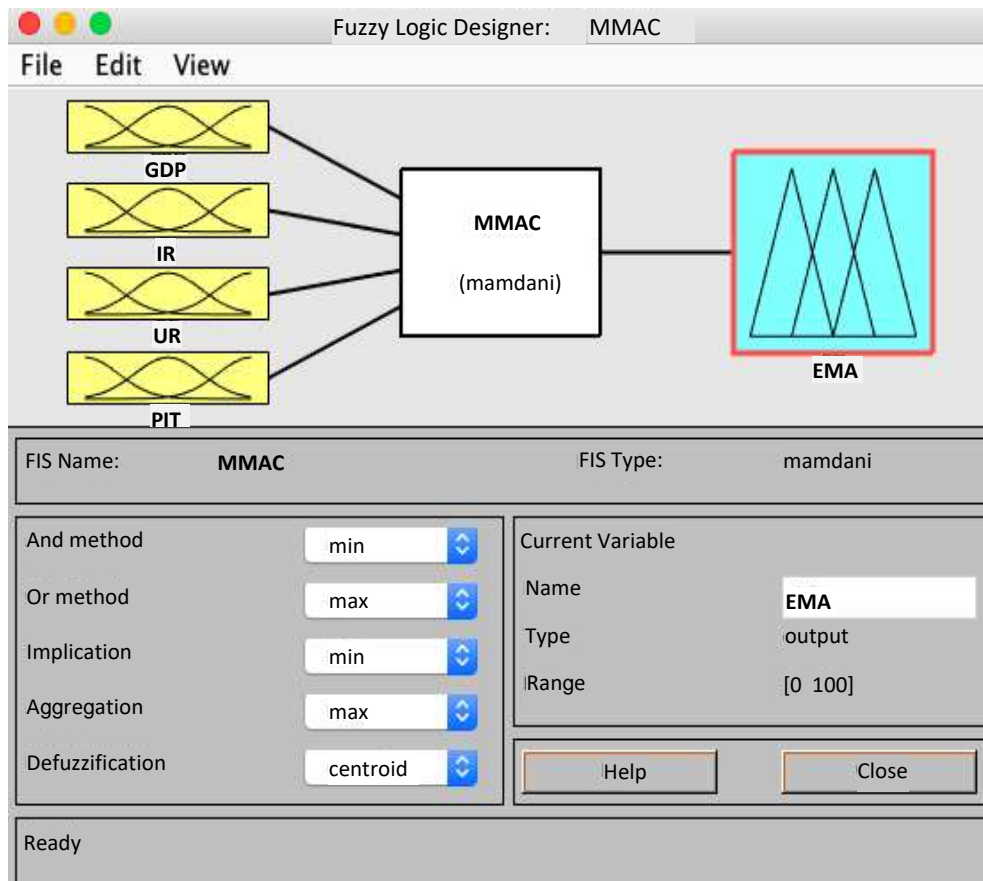 Fuzzy Logic Designer: MMAC
File Edit View
GDP
IR
UR
PIT
MMAC
(mamdani)
EMA
FIS Name: MMAC FIS Type: mamdani
And method min
Or method max
Implication min
Aggregation max
Defuzzification centroid
Current Variable
Name EMA
Type output
Range [0 100]
Help Close
Ready